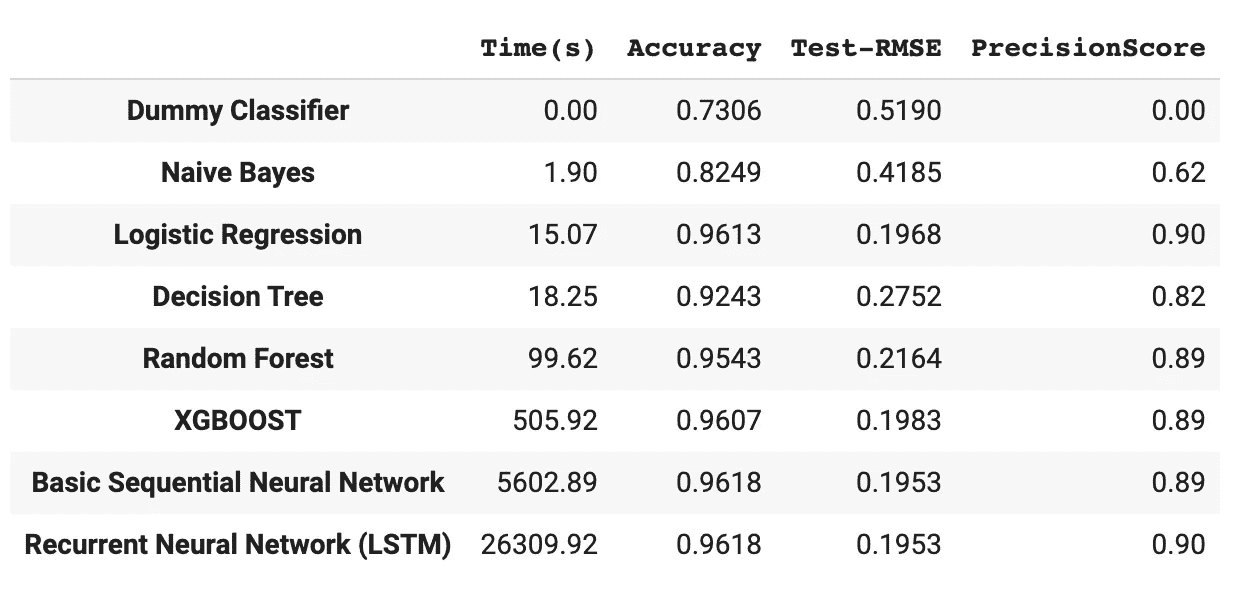 Time(s) Accuracy Test-RMSE PrecisionScore
Dummy Classifier 0.00 0.7306 0.5190 0.00
Naive Bayes 1.90 0.8249 0.4185 0.62
Logistic Regression 15.07 0.9613 0.1968 0.90
Decision Tree 18.25 0.9243 0.2752 0.82
Random Forest 99.62 0.9543 0.2164 0.89
XGBOOST 505.92 0.9607 0.1983 0.89
Basic Sequential Neural Network 5602.89 0.9618 0.1953 0.89
Recurrent Neural Network (LSTM) 26309.92 0.9618 0.1953 0.90